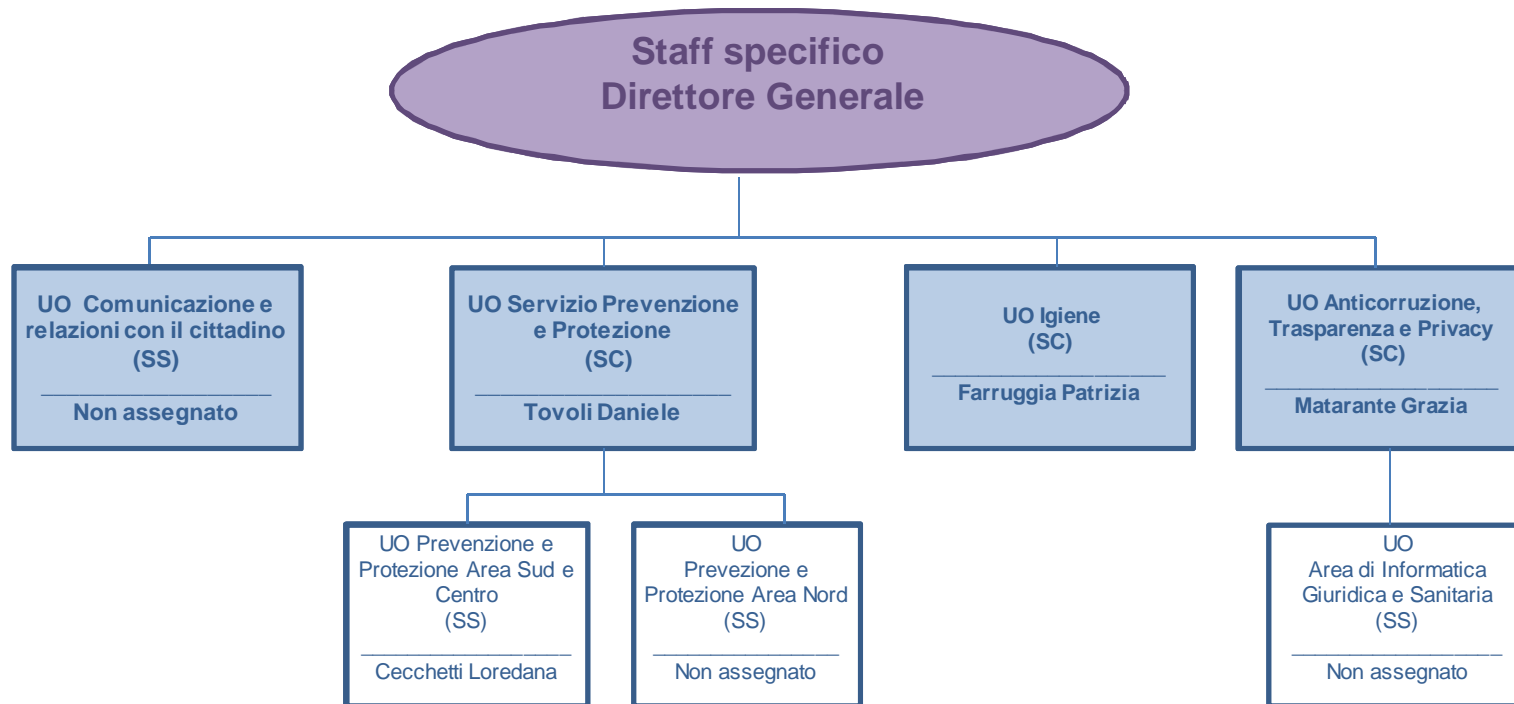 Staff specifico
Direttore Generale
UO Comunicazione e
relazioni con il cittadino
(SS)
Non assegnato
UO Servizio Prevenzione
e Protezione
(SC)
Tovoli Daniele
UO Igiene
(SC)
Farruggia Patrizia
UO Anticorruzione,
Trasparenza e Privacy
(SC)
Matarante Grazia
UO Prevenzione e
Protezione Area Sud e
Centro
(SS)
Cecchetti Loredana
UO
Prevezione e
Protezione Area Nord
(SS)
Non assegnato
UO
Area di Informatica
Giuridica e Sanitaria
(SS)
Non assegnato